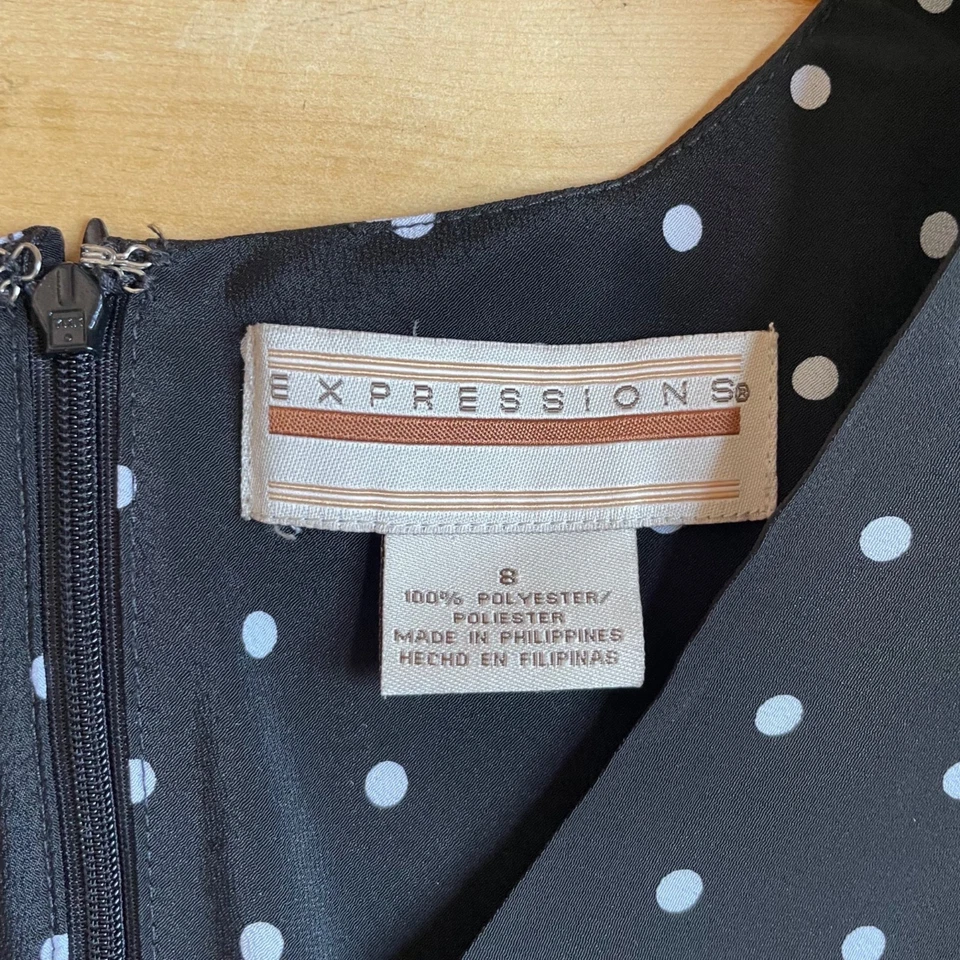 EXPRESSIONS®
8
100% POLYESTER/
POLIESTER
MADE IN PHILIPPINES
HECHO EN FILIPINAS